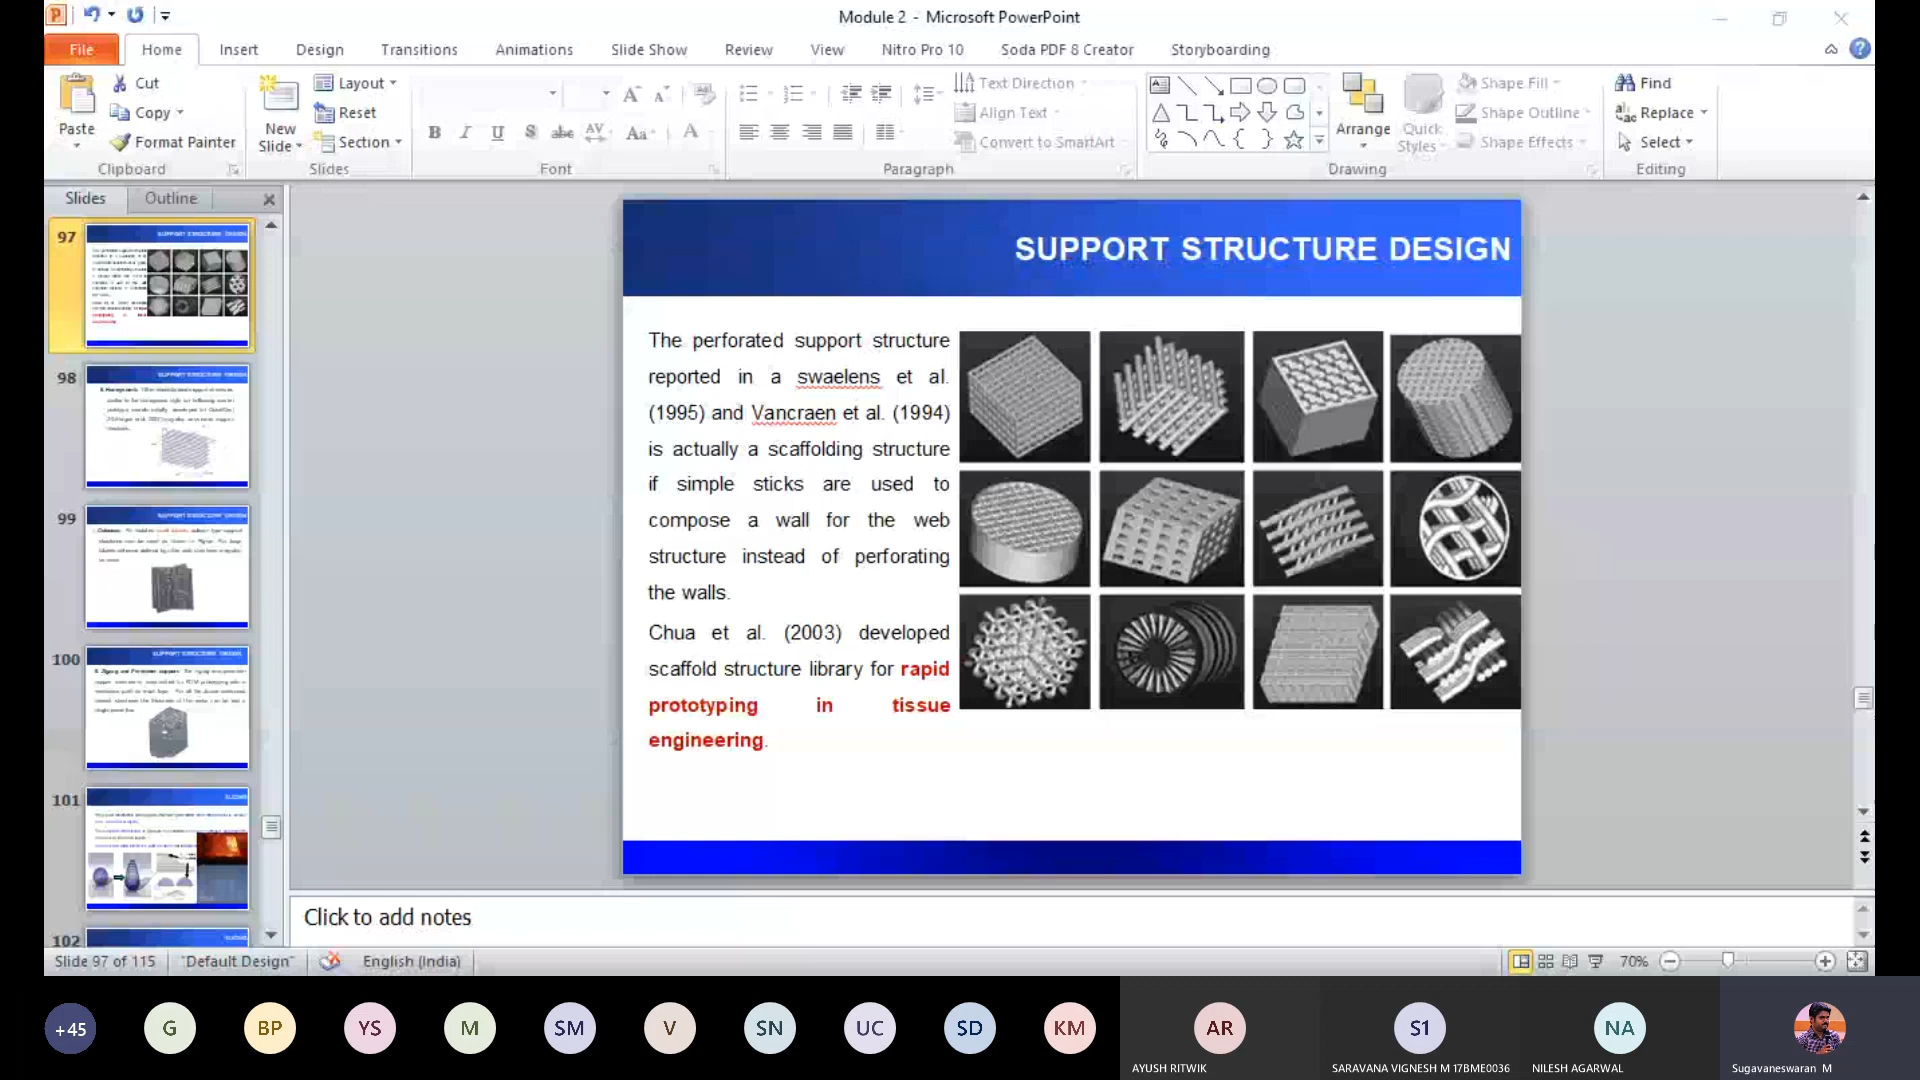 Module 2 - Microsoft PowerPoint
File Home Insert Design Transitions Animations Slide Show Review View Nitro Pro 10 Soda PDF 8 Creator Storyboarding
Paste
Cut
Copy
Format Painter
Clipboard
New Slide
Layout
Reset
Section
Slides
Font
Text Direction
Align Text
Convert to SmartArt
Paragraph
Arrange
Quick Styles
Shape Fill
Shape Outline
Shape Effects
Drawing
Find
Replace
Select
Editing
Slides Outline
97
SUPPORT STRUCTURE DESIGN
98
99
100
101
102
SUPPORT STRUCTURE DESIGN
The perforated support structure
reported in a swaelens et al.
(1995) and Vancraen et al. (1994)
is actually a scaffolding structure
if simple sticks are used to
compose a wall for the web
structure instead of perforating
the walls.
Chua et al. (2003) developed
scaffold structure library for rapid
prototyping in tissue
engineering.
Click to add notes
Slide 97 of 115 "Default Design" English (India) 70%
+45 G BP YS M SM V SN UC SD KM AR S1 NA
AYUSH RITWIK SARAVANA VIGNESH M 17BME0036 NILESH AGARWAL Sugavaneswaran M